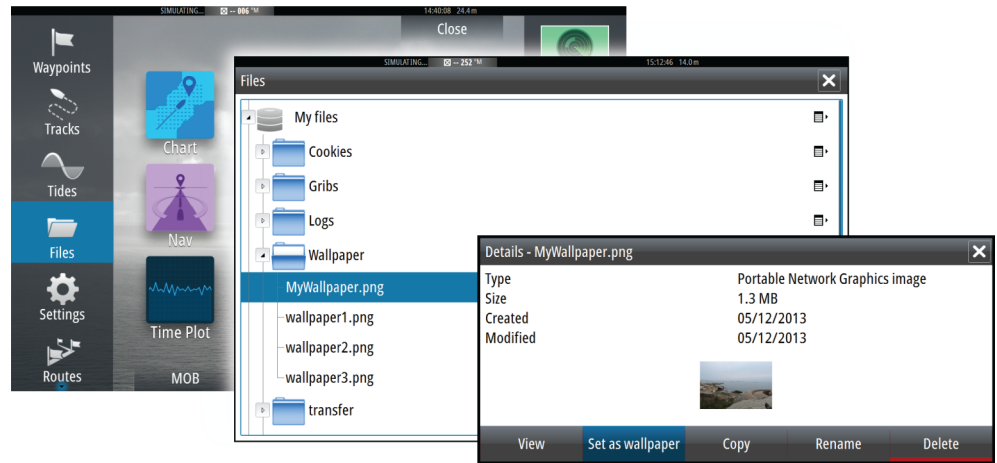 SIMULATING... -- 006 °M 14:40:08 24.4 m
Close
Waypoints
Tracks
Tides
Files
Settings
Routes
Chart
Nav
Time Plot
MOB
SIMULATING... -- 252 °M 15:12:46 14.0 m
Files
My files
Cookies
Gribs
Logs
Wallpaper
MyWallpaper.png
wallpaper1.png
wallpaper2.png
wallpaper3.png
transfer
Details - MyWallpaper.png
Type Portable Network Graphics image
Size 1.3 MB
Created 05/12/2013
Modified 05/12/2013
View Set as wallpaper Copy Rename Delete